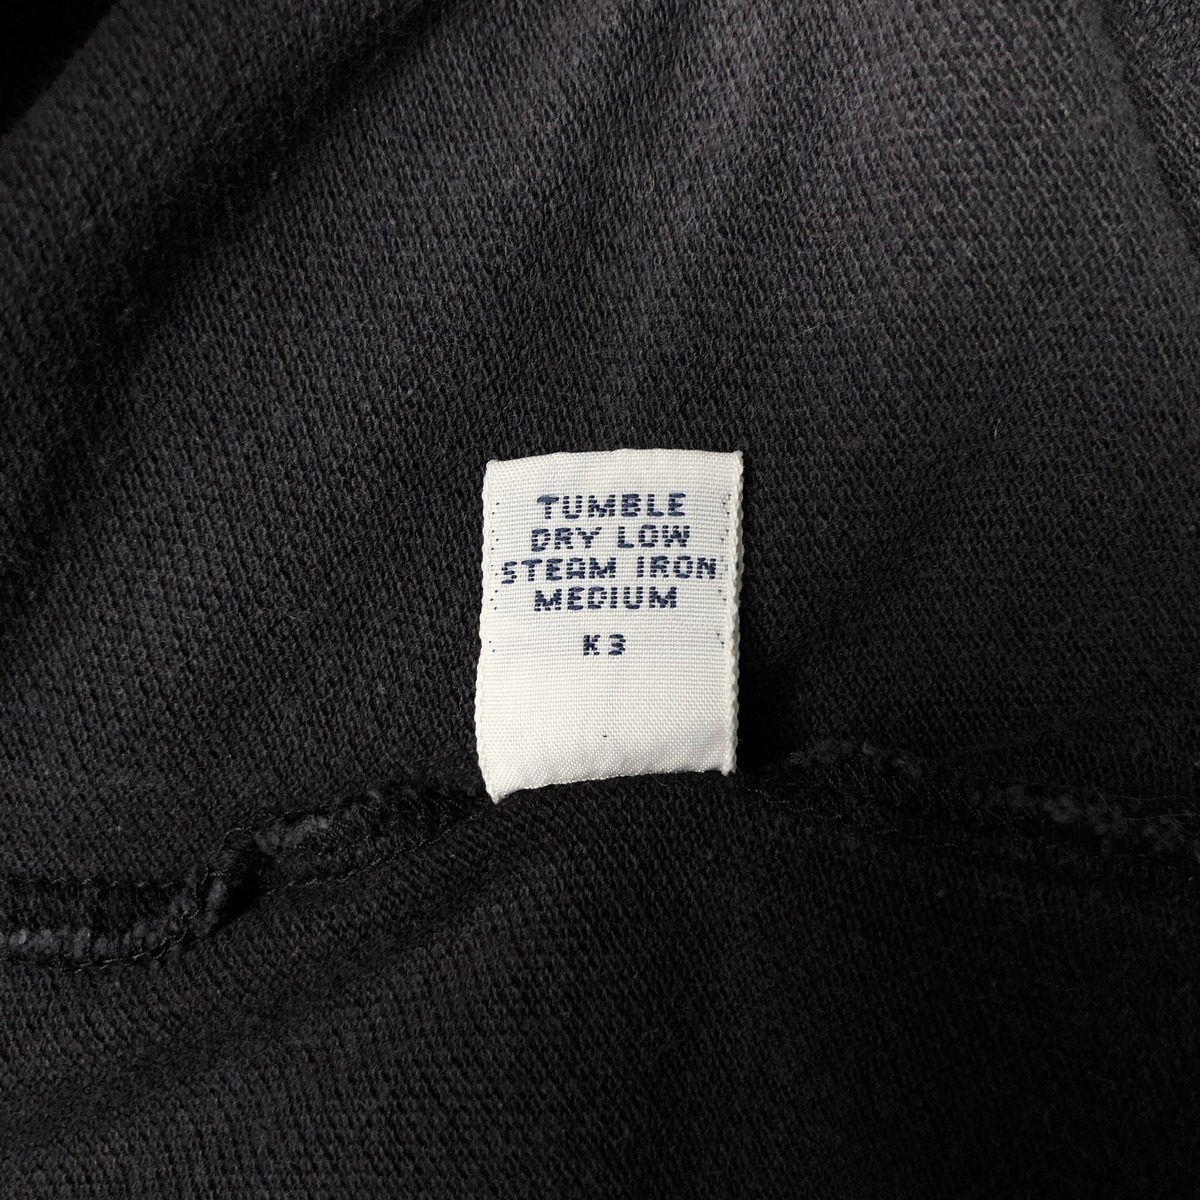 TUMBLE
DRY LOW
STEAM IRON
MEDIUM
K3